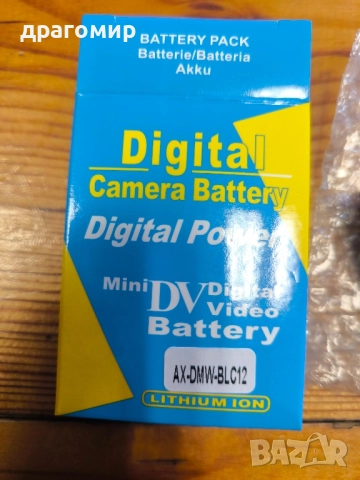 драгомир
BATTERY PACK
Batterie/Batteria
Akku
Digital
Camera Battery
Digital Power
Mini DV Digital
Video
Battery
AX-DMW-BLC12
LITHIUM ION
BAZAR